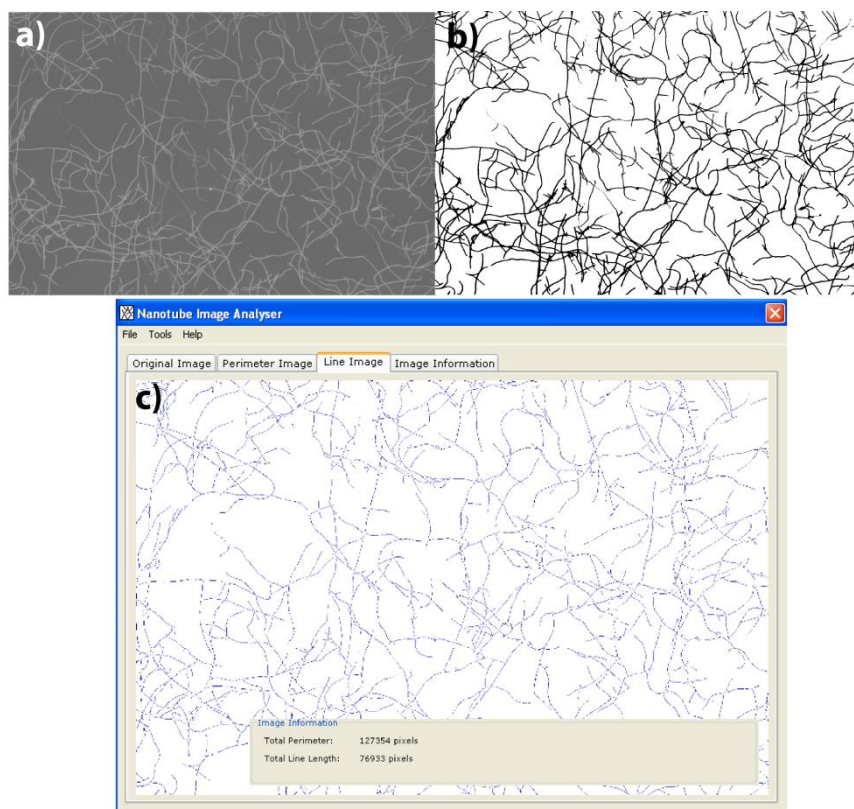 a)
b)
Nanotube Image Analyser
File Tools Help
Original Image Perimeter Image Line Image Image Information
c)
Image Information
Total Perimeter: 127354 pixels
Total Line Length: 76933 pixels